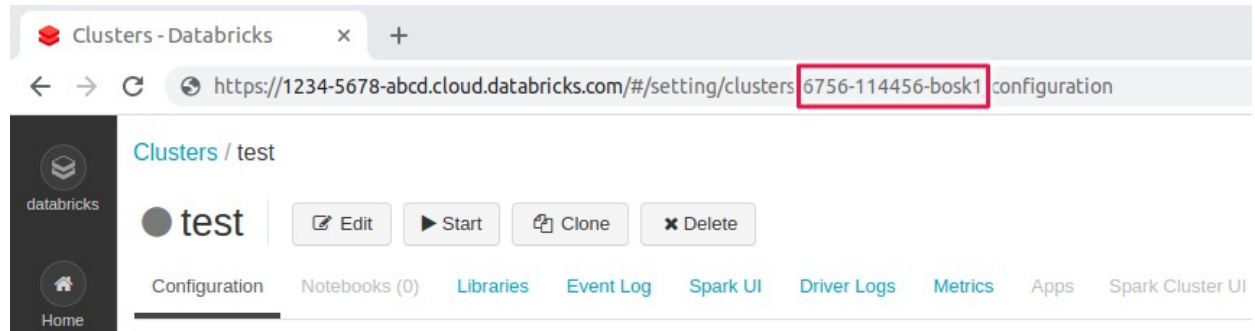 Clusters - Databricks × +
https://1234-5678-abcd.cloud.databricks.com/#/setting/clusters 6756-114456-bosk1 configuration
Clusters / test
databricks
test Edit Start Clone Delete
Configuration Notebooks (0) Libraries Event Log Spark UI Driver Logs Metrics Apps Spark Cluster UI
Home